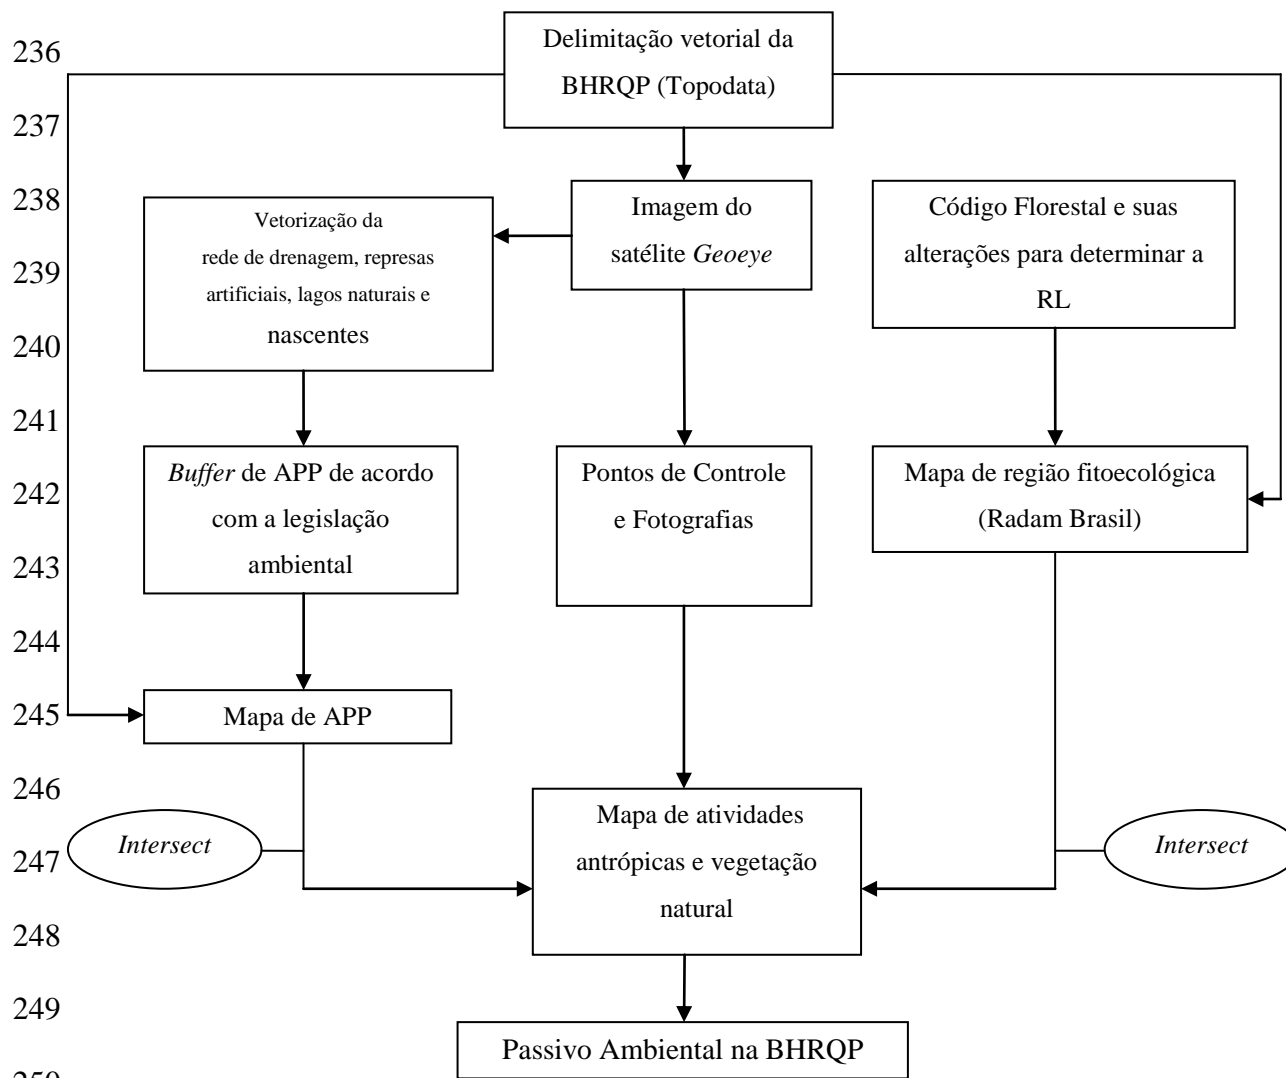 236
Delimitação vetorial da
BHRQP (Topodata)
237
238
Vetorização da
rede de drenagem, represas
artificiais, lagos naturais e
nascentes
Imagem do
satélite Geoeye
Código Florestal e suas
alterações para determinar a
RL
239
240
241
Buffer de APP de acordo
com a legislação
ambiental
Pontos de Controle
e Fotografias
Mapa de região fitoecológica
(Radam Brasil)
242
243
244
245
Mapa de APP
246
Intersect
Mapa de atividades
antrópicas e vegetação
natural
Intersect
247
248
249
Passivo Ambiental na BHRQP
250